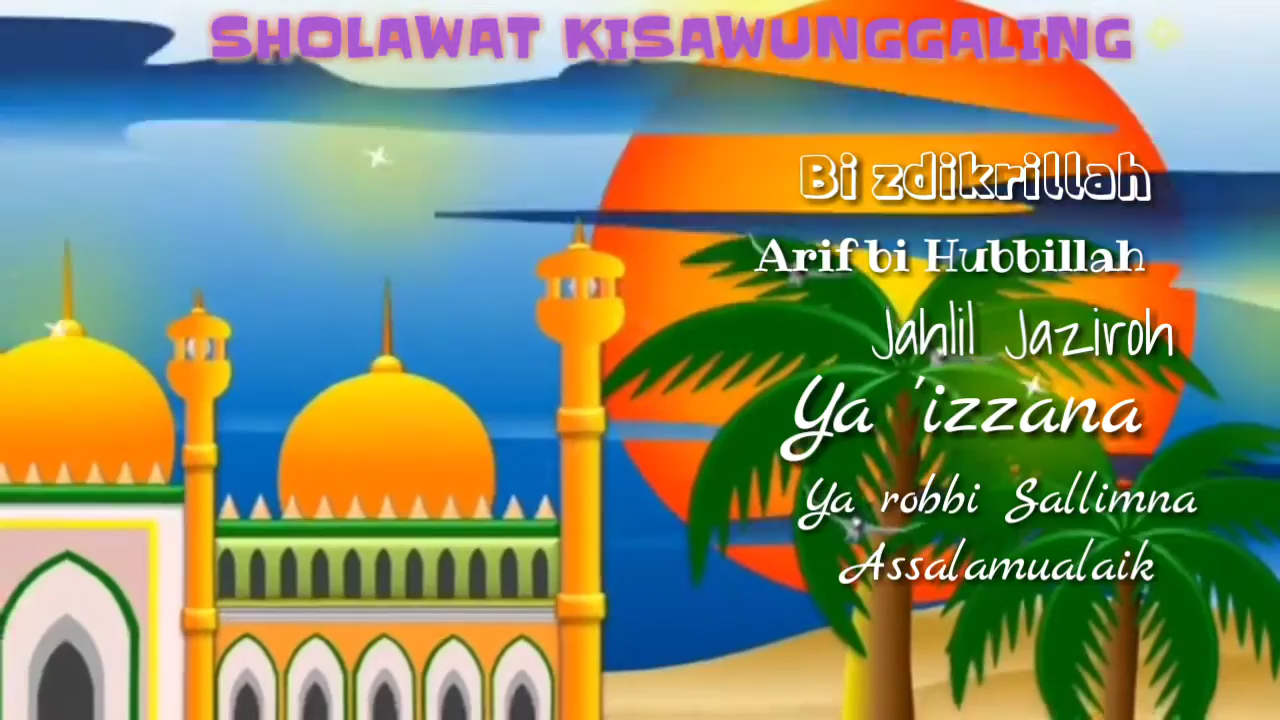 SHOLAWAT KISAWUNGGALING
Bi zdikrillah
Arif bi Hubbillah
Jahlil Jaziroh
Ya 'izzana
Ya robbi Sallimna
Assalamualaik